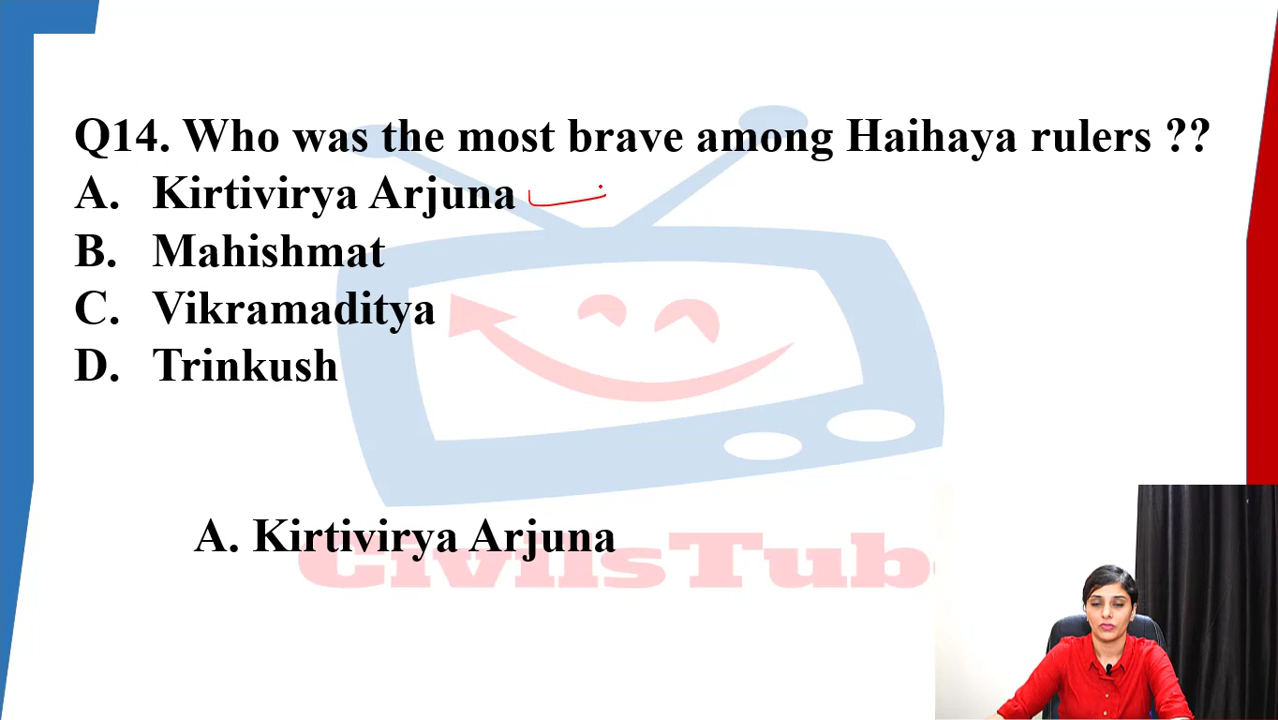 Q14. Who was the most brave among Haihaya rulers ??
A. Kirtivirya Arjuna
B. Mahishmat
C. Vikramaditya
D. Trinkush
A. Kirtivirya Arjuna
CivilsTub